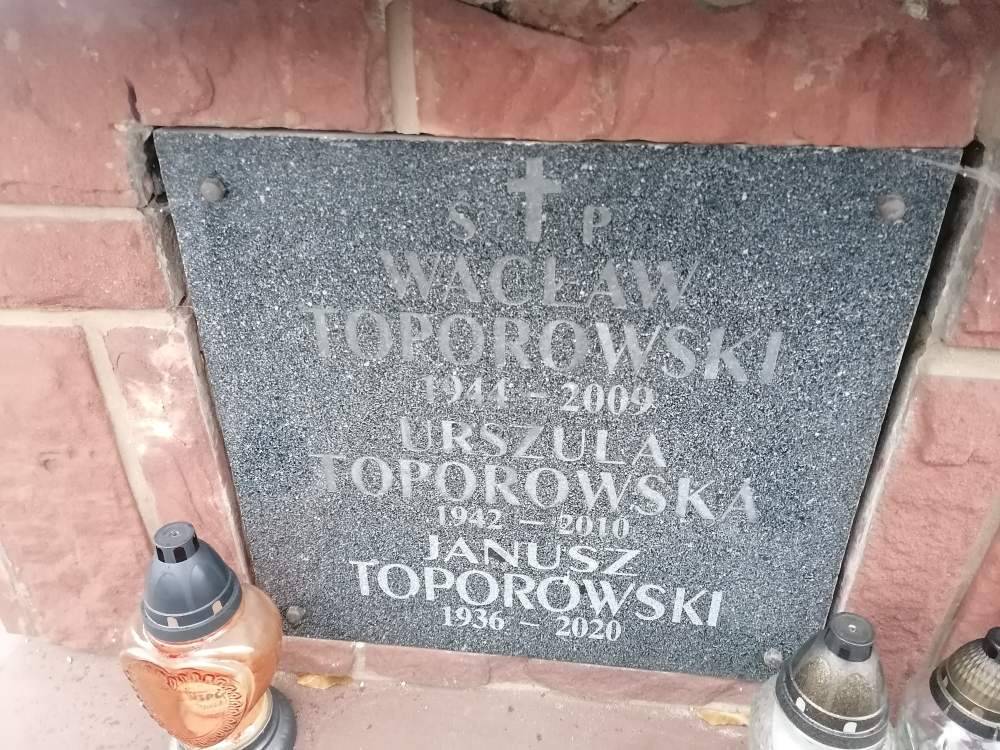 S P
WACŁAW
TOPOROWSKI
1944 - 2009
URSZULA
TOPOROWSKA
1942 - 2010
JANUSZ
TOPOROWSKI
1936 - 2020